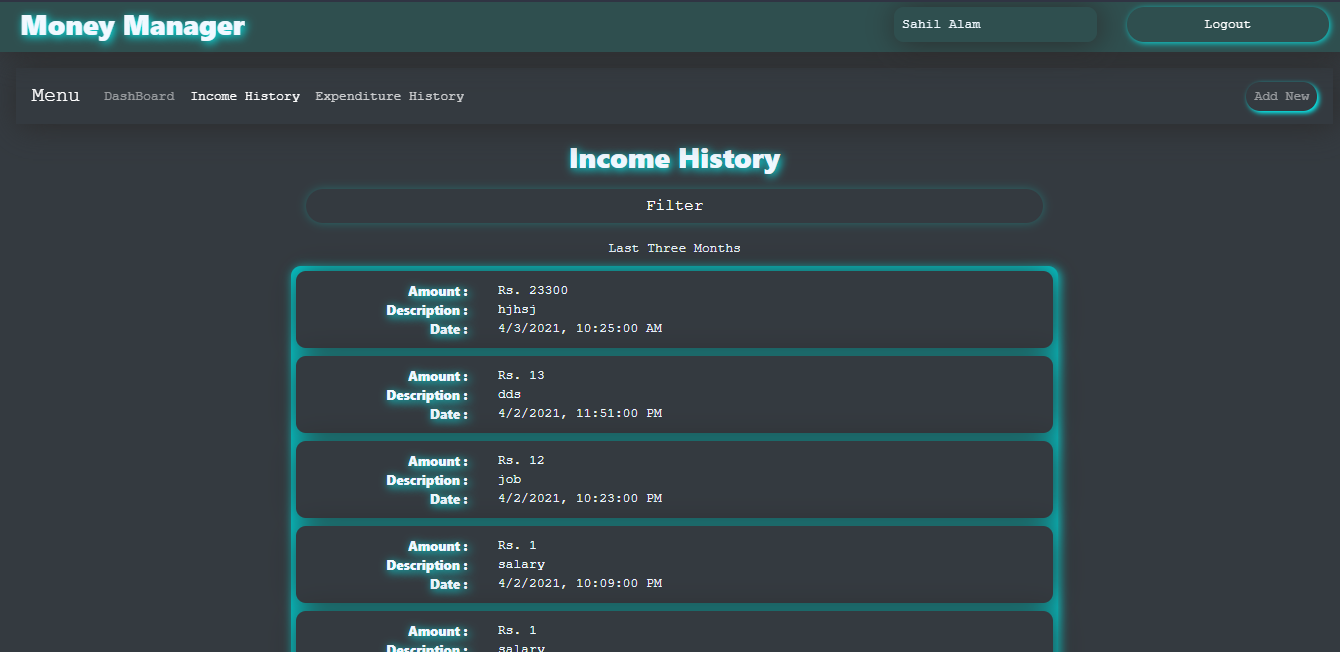 Money Manager Sahil Alam Logout
Menu DashBoard Income History Expenditure History Add New
Income History
Filter
Last Three Months
Amount : Rs. 23300
Description : hjhsj
Date : 4/3/2021, 10:25:00 AM
Amount : Rs. 13
Description : dds
Date : 4/2/2021, 11:51:00 PM
Amount : Rs. 12
Description : job
Date : 4/2/2021, 10:23:00 PM
Amount : Rs. 1
Description : salary
Date : 4/2/2021, 10:09:00 PM
Amount : Rs. 1
Description : salary